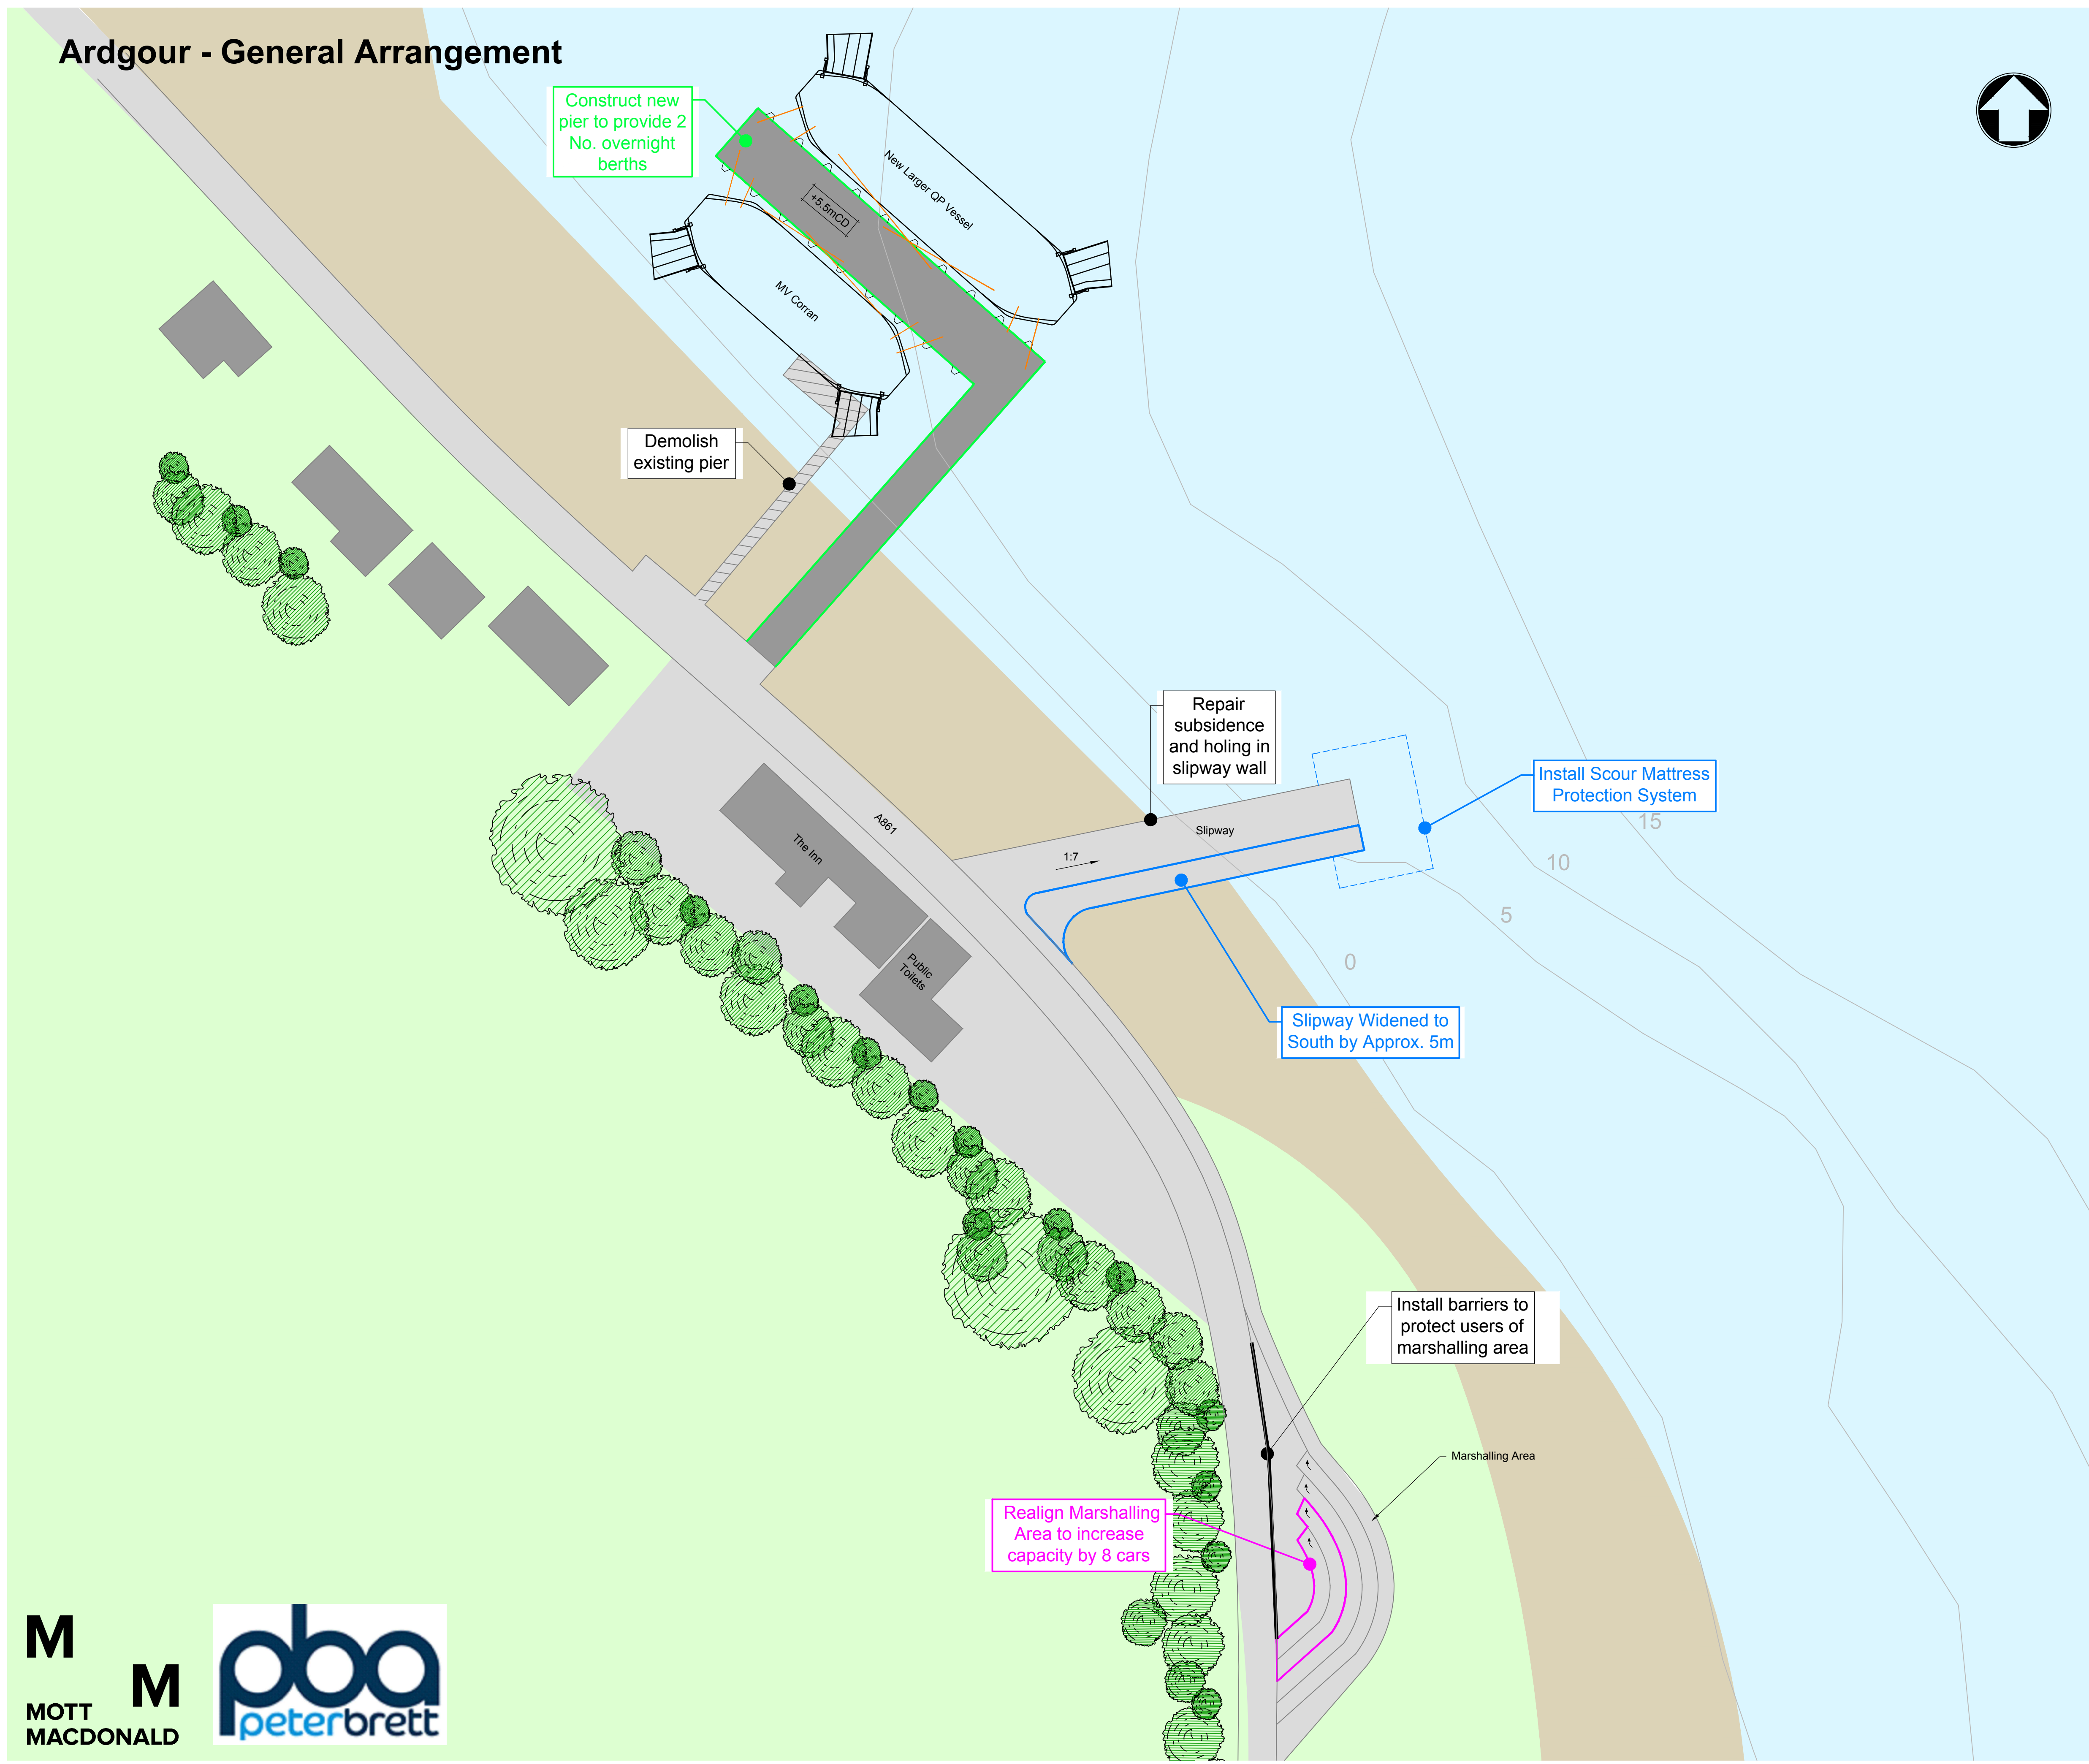 Ardgour - General Arrangement
Construct new
pier to provide 2
No. overnight
berths
New Larger QP Vessel
+5.5mCD
MV Corran
Demolish
existing pier
Repair
subsidence
and holing in
slipway wall
Install Scour Mattress
Protection System
15
10
5
0
Slipway
1:7
A861
The Inn
Public
Toilets
Slipway Widened to
South by Approx. 5m
Install barriers to
protect users of
marshalling area
Marshalling Area
Realign Marshalling
Area to increase
capacity by 8 cars
M
M
MOTT
MACDONALD
pba
peterbrett